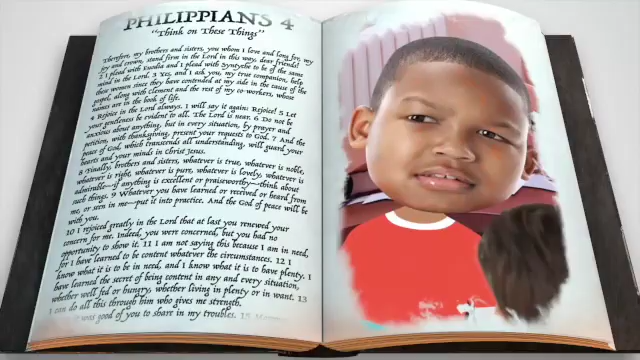 PHILIPPIANS 4
"Think on These Things"
Therefore, my brothers and sisters, you whom I love and long for, my
joy and crown, stand firm in the Lord in this way, dear friends!
2 I plead with Euodia and I plead with Syntyche to be of the same
mind in the Lord. 3 Yes, and I ask you, my true companion, help
these women since they have contended at my side in the cause of the
gospel, along with Clement and the rest of my co-workers, whose
names are in the book of life.
4 Rejoice in the Lord always. I will say it again: Rejoice! 5 Let
your gentleness be evident to all. The Lord is near. 6 Do not be
anxious about anything, but in every situation, by prayer and
petition, with thanksgiving, present your requests to God. 7 And the
peace of God, which transcends all understanding, will guard your
hearts and your minds in Christ Jesus.
8 Finally, brothers and sisters, whatever is true, whatever is noble,
whatever is right, whatever is pure, whatever is lovely, whatever is
admirable—if anything is excellent or praiseworthy—think about
such things. 9 Whatever you have learned or received or heard from
me, or seen in me—put it into practice. And the God of peace will be
with you.
10 I rejoiced greatly in the Lord that at last you renewed your
concern for me. Indeed, you were concerned, but you had no
opportunity to show it. 11 I am not saying this because I am in need,
for I have learned to be content whatever the circumstances. 12 I
know what it is to be in need, and I know what it is to have plenty. I
have learned the secret of being content in any and every situation,
whether well fed or hungry, whether living in plenty or in want. 13
I can do all this through him who gives me strength.
was good of you to share in my troubles. 15